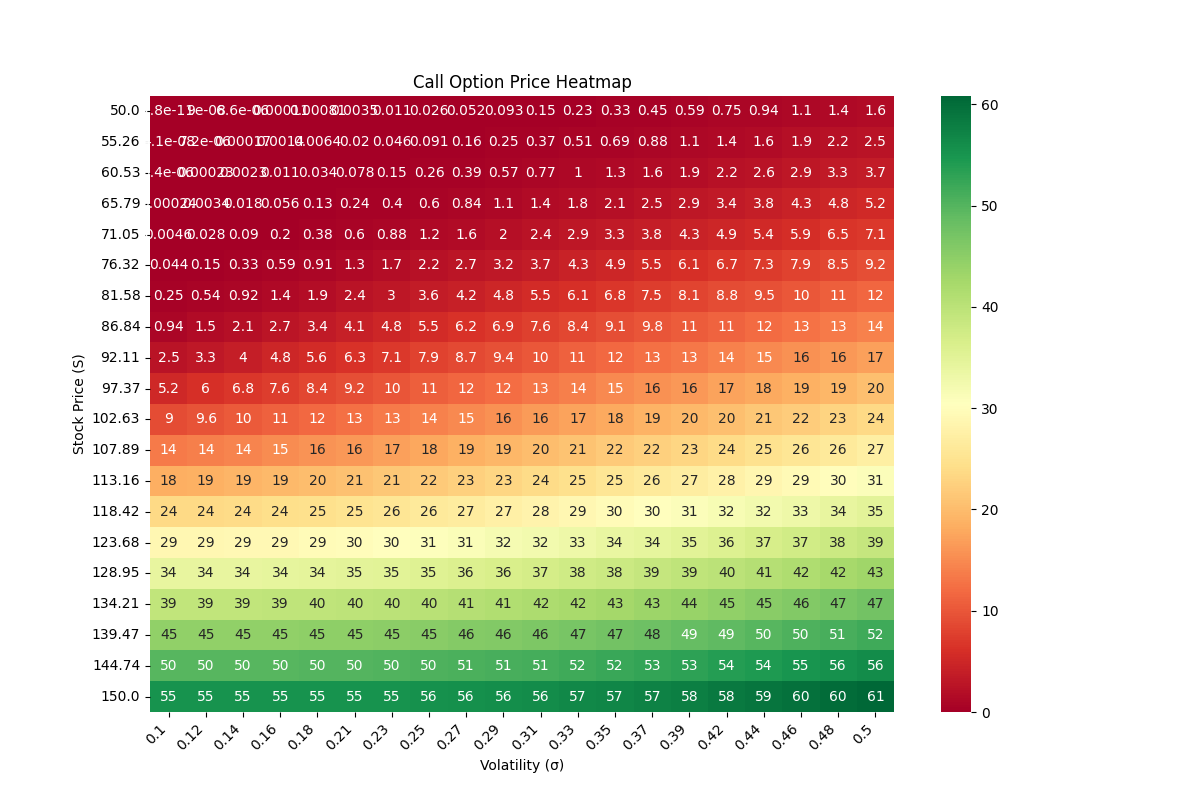 Call Option Price Heatmap
50.0 0.026 0.052 0.093 0.15 0.23 0.33 0.45 0.59 0.75 0.94 1.1 1.4 1.6
55.26 0.02 0.046 0.091 0.16 0.25 0.37 0.51 0.69 0.88 1.1 1.4 1.6 1.9 2.2 2.5
60.53 0.034 0.078 0.15 0.26 0.39 0.57 0.77 1 1.3 1.6 1.9 2.2 2.6 2.9 3.3 3.7
65.79 0.018 0.056 0.13 0.24 0.4 0.6 0.84 1.1 1.4 1.8 2.1 2.5 2.9 3.4 3.8 4.3 4.8 5.2
71.05 0.0046 0.028 0.09 0.2 0.38 0.6 0.88 1.2 1.6 2 2.4 2.9 3.3 3.8 4.3 4.9 5.4 5.9 6.5 7.1
76.32 0.044 0.15 0.33 0.59 0.91 1.3 1.7 2.2 2.7 3.2 3.7 4.3 4.9 5.5 6.1 6.7 7.3 7.9 8.5 9.2
81.58 0.25 0.54 0.92 1.4 1.9 2.4 3 3.6 4.2 4.8 5.5 6.1 6.8 7.5 8.1 8.8 9.5 10 11 12
86.84 0.94 1.5 2.1 2.7 3.4 4.1 4.8 5.5 6.2 6.9 7.6 8.4 9.1 9.8 11 11 12 13 13 14
92.11 2.5 3.3 4 4.8 5.6 6.3 7.1 7.9 8.7 9.4 10 11 12 13 13 14 15 16 16 17
97.37 5.2 6 6.8 7.6 8.4 9.2 10 11 12 12 13 14 15 16 16 17 18 19 19 20
102.63 9 9.6 10 11 12 13 13 14 15 16 16 17 18 19 20 20 21 22 23 24
107.89 14 14 14 15 16 16 17 18 19 19 20 21 22 22 23 24 25 26 26 27
113.16 18 19 19 19 20 21 21 22 23 23 24 25 25 26 27 28 29 29 30 31
118.42 24 24 24 24 25 25 26 26 27 27 28 29 30 30 31 32 32 33 34 35
123.68 29 29 29 29 29 30 30 31 31 32 32 33 34 34 35 36 37 37 38 39
128.95 34 34 34 34 34 35 35 35 36 36 37 38 38 39 39 40 41 42 42 43
134.21 39 39 39 39 40 40 40 40 41 41 42 42 43 43 44 45 45 46 47 47
139.47 45 45 45 45 45 45 45 45 46 46 46 47 47 48 49 49 50 50 51 52
144.74 50 50 50 50 50 50 50 50 51 51 51 52 52 53 53 54 54 55 56 56
150.0 55 55 55 55 55 55 55 56 56 56 56 57 57 57 58 58 59 60 60 61
0.1 0.12 0.14 0.16 0.18 0.21 0.23 0.25 0.27 0.29 0.31 0.33 0.35 0.37 0.39 0.42 0.44 0.46 0.48 0.5
Volatility (σ)
Stock Price (S)
60
50
40
30
20
10
0